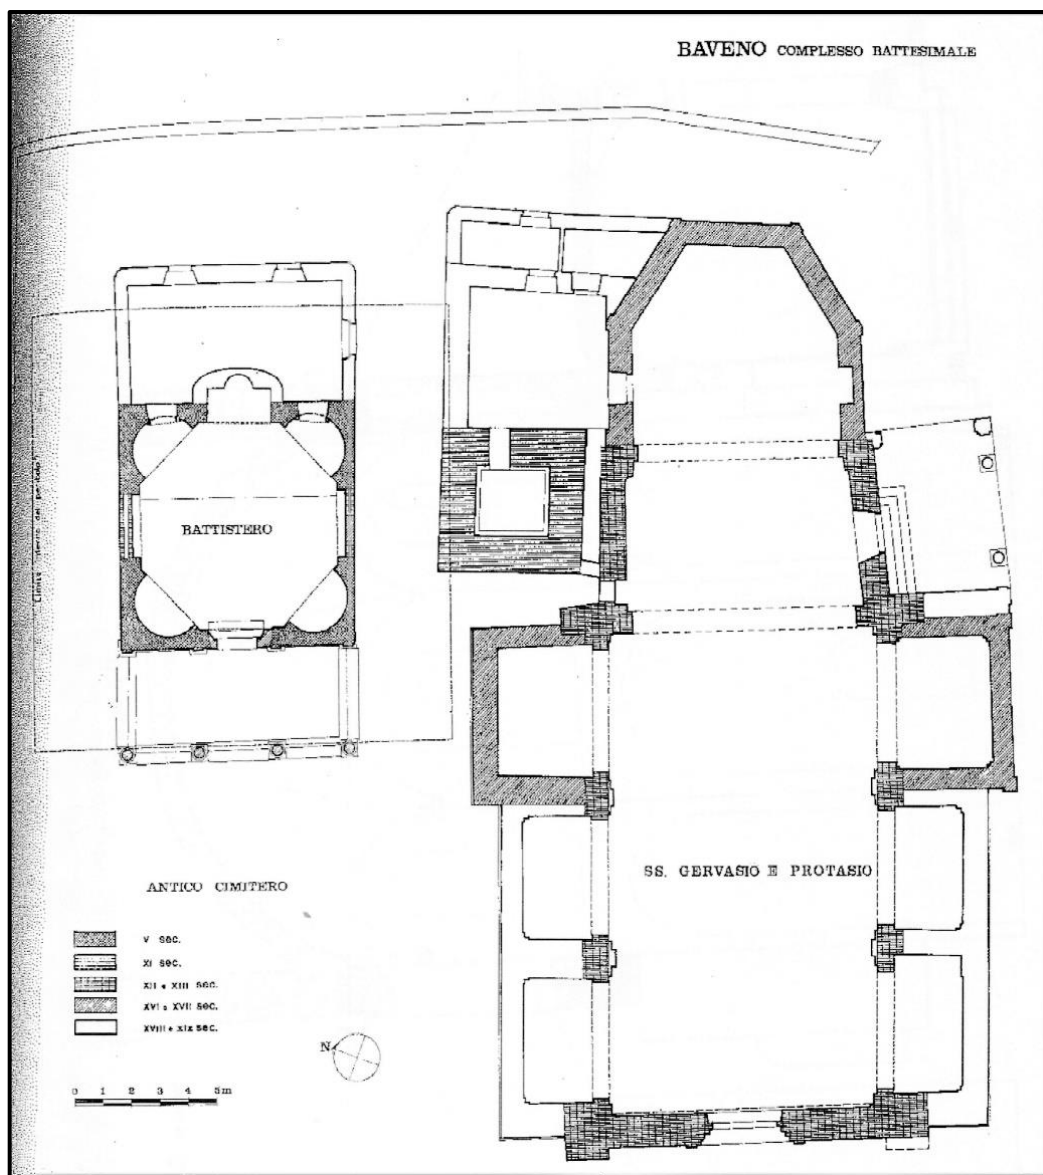 BAVENO COMPLESSO BATTESIMALE
BATTISTERO
SS. GERVASIO E PROTASIO
ANTICO CIMITERO
V SEC.
XI SEC.
XII e XIII SEC.
XVI e XVII SEC.
XVIII e XIX SEC.
N
0 1 2 3 4 5m